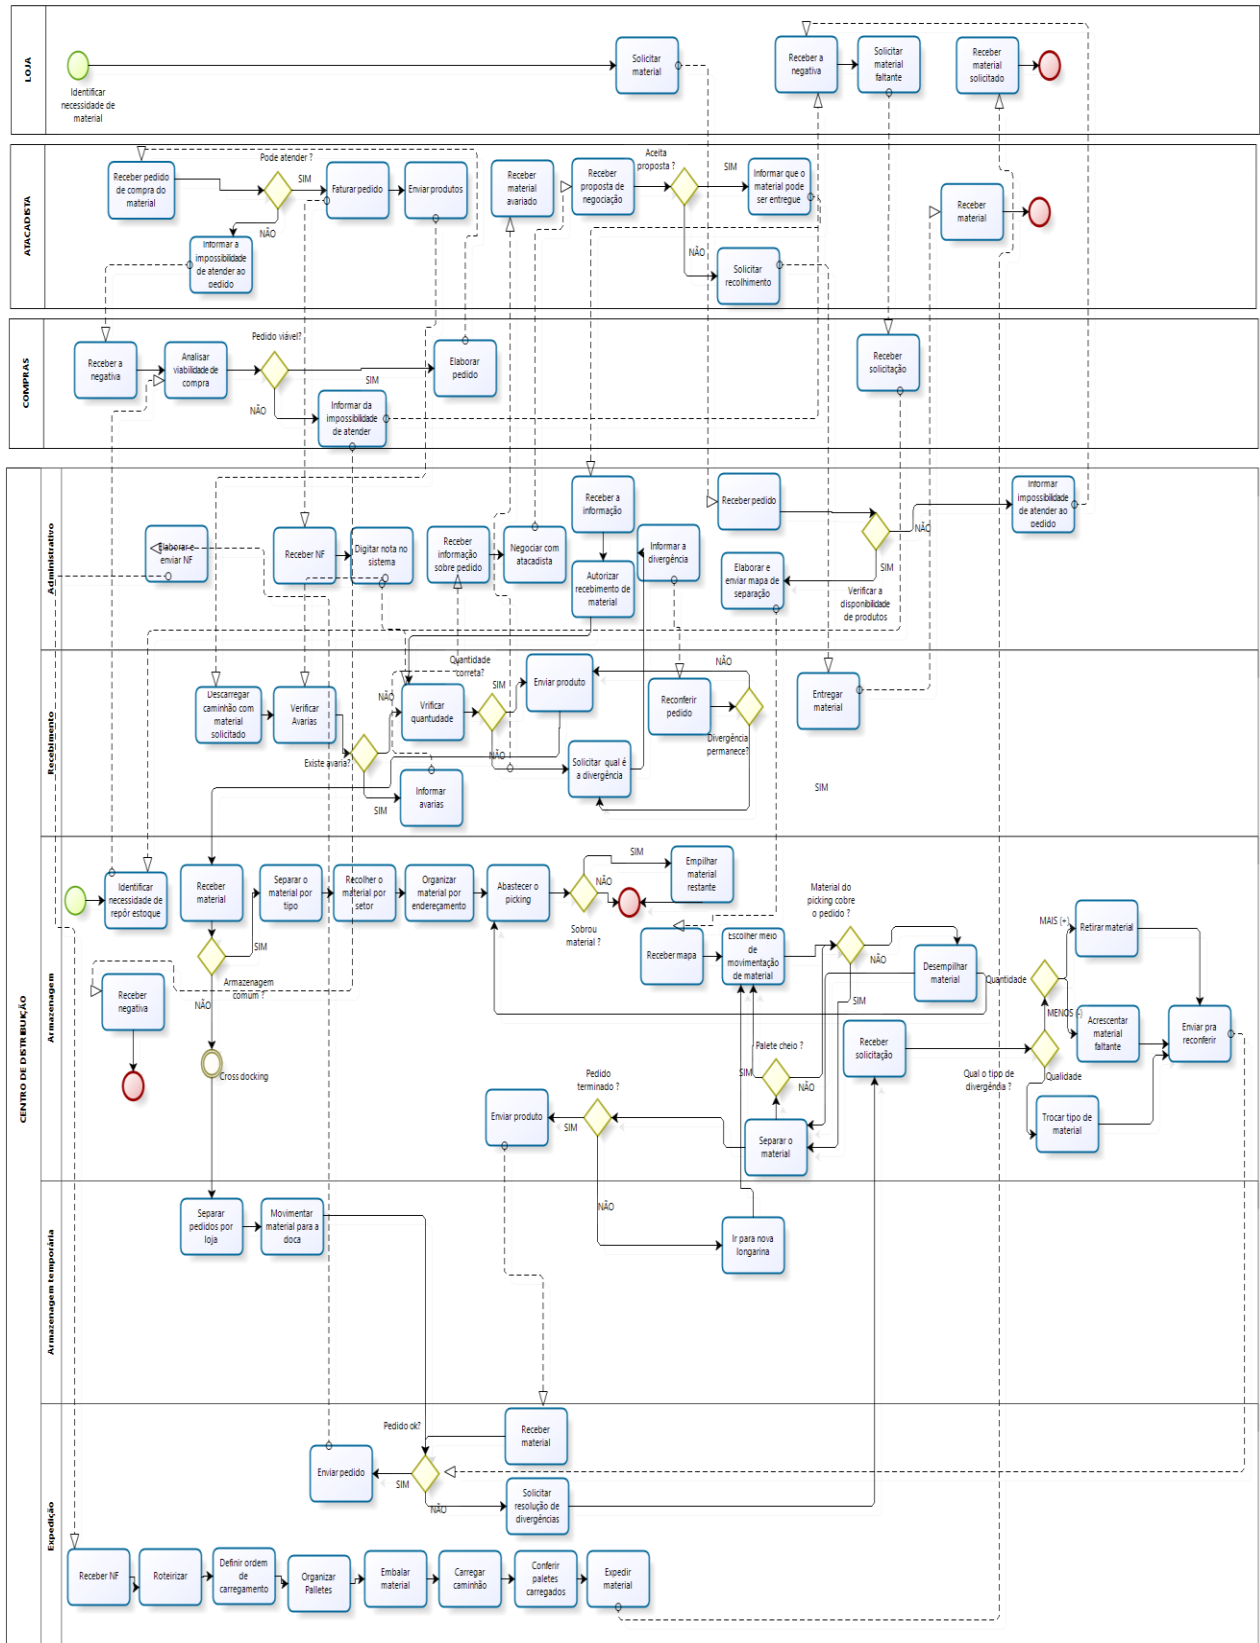 LOJA
Identificar
necessidade de
material
Solicitar
material
Receber a
negativa
Solicitar
material
faltante
Receber
material
solicitado
ATACADISTA
Receber pedido
de compra do
material
Pode atender ?
SIM
NÃO
Faturar pedido
Enviar produtos
Informar a
impossibilidade
de atender ao
pedido
Receber
material
avariado
Receber
proposta de
negociação
Aceita
proposta ?
SIM
NÃO
Informar que o
material pode
ser entregue
Solicitar
recolhimento
Receber
material
COMPRAS
Receber a
negativa
Analisar
viabilidade de
compra
Pedido viável?
SIM
NÃO
Informar da
impossibilidade
de atender
Elaborar
pedido
Receber
solicitação
CENTRO DE DISTRIBUIÇÃO
Administrativo
Elaborar e
enviar NF
Receber NF
Digitar nota no
sistema
Receber
informação
sobre pedido
Negociar com
atacadista
Receber a
informação
Autorizar
recebimento de
material
Informar a
divergência
Receber pedido
Elaborar e
enviar mapa de
separação
NÃO
SIM
Verificar a
disponibilidade
de produtos
Informar
impossibilidade
de atender ao
pedido
Recebimento
Descarregar
caminhão com
material
solicitado
Verificar
Avarias
Existe avaria?
NÃO
SIM
Vrificar
quantudade
Informar
avarias
Quantidade
correta?
SIM
NÃO
Enviar produto
Solicitar qual é
a divergência
Reconferir
pedido
NÃO
Divergência
permanece?
SIM
Entregar
material
Armazenagem
Identificar
necessidade de
repôr estoque
Receber
material
Separar o
material por
tipo
Recolher o
material por
setor
Organizar
material por
endereçamento
Abastecer o
picking
SIM
NÃO
Sobrou
material ?
Empilhar
material
restante
SIM
Armazenagem
comum ?
NÃO
Receber
negativa
Cross docking
Receber mapa
Escolher meio
de
movimentação
de material
Material do
picking cobre
o pedido ?
NÃO
SIM
Desempilhar
material
Palete cheio ?
SIM
NÃO
Receber
solicitação
Pedido
terminado ?
SIM
NÃO
Enviar produto
Separar o
material
Quantidade
MAIS (+)
MENOS (-)
Retirar material
Acrescentar
material
faltante
Enviar pra
reconferir
Qual o tipo de
divergência ?
Qualidade
Trocar tipo de
material
Armazenagem temporária
Separar
pedidos por
loja
Movimentar
material para a
doca
Ir para nova
longarina
Expedição
Pedido ok?
SIM
NÃO
Enviar pedido
Receber
material
Solicitar
resolução de
divergências
Receber NF
Roteirizar
Definir ordem
de
carregamento
Organizar
Palletes
Embalar
material
Carregar
caminhão
Conferir
paletes
carregados
Expedir
material